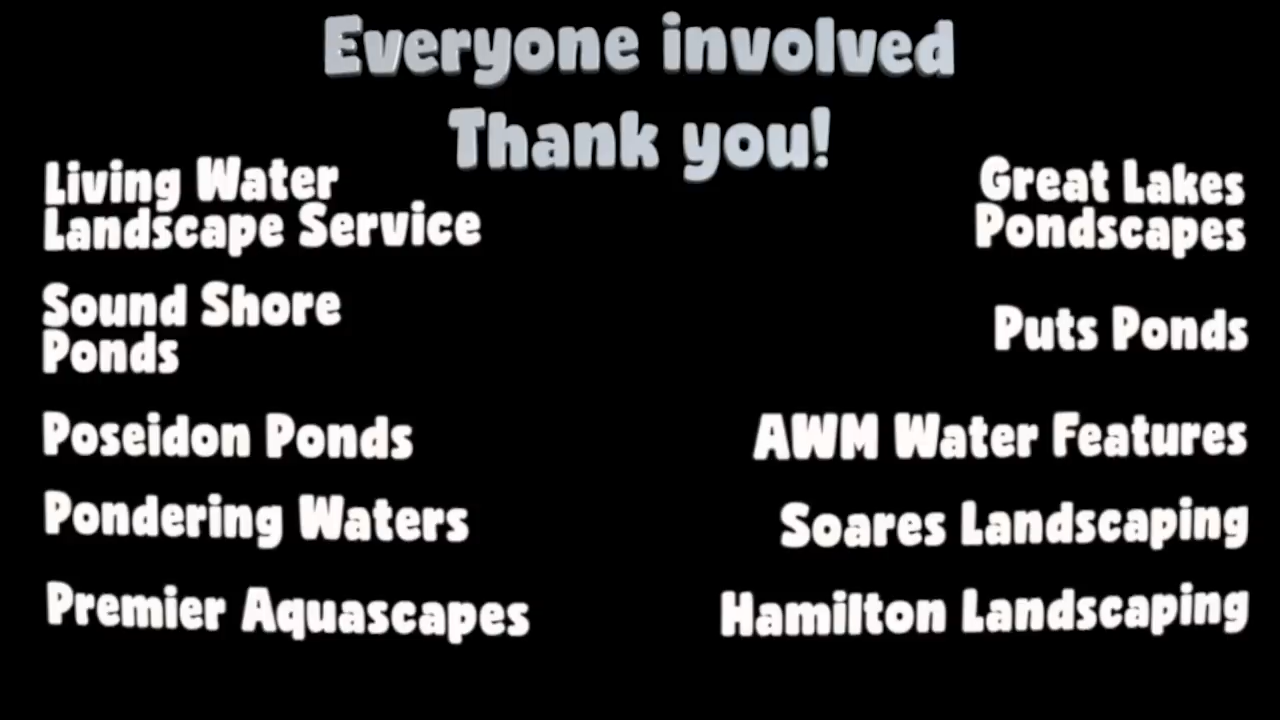 Everyone involved
Thank you!
Living Water
Landscape Service
Sound Shore
Ponds
Poseidon Ponds
Pondering Waters
Premier Aquascapes
Great Lakes
Pondscapes
Puts Ponds
AWM Water Features
Soares Landscaping
Hamilton Landscaping